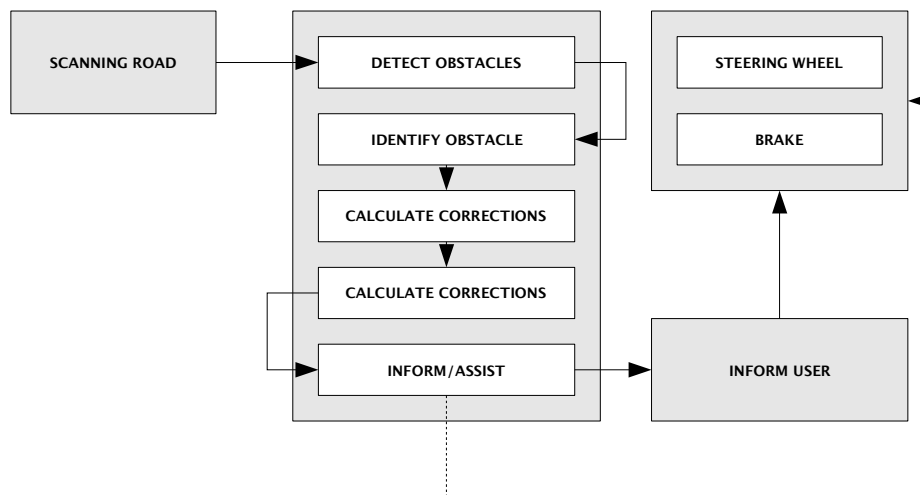 SCANNING ROAD
DETECT OBSTACLES
IDENTIFY OBSTACLE
CALCULATE CORRECTIONS
CALCULATE CORRECTIONS
INFORM/ASSIST
STEERING WHEEL
BRAKE
INFORM USER